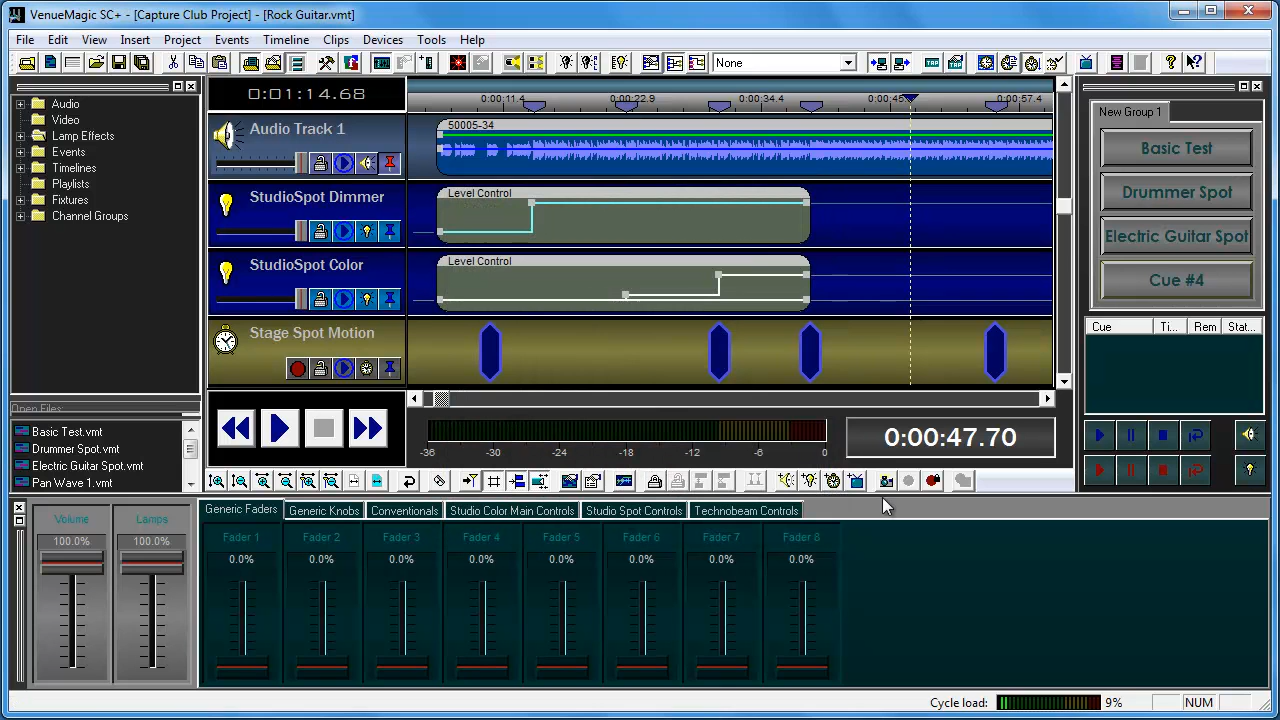 VenueMagic SC+ - [Capture Club Project] - [Rock Guitar.vmt]
File Edit View Insert Project Events Timeline Clips Devices Tools Help
None
0:01:14.68
0:00:11.4 0:00:22.9 0:00:34.4 0:00:45 0:00:57.4
Audio
Video
Lamp Effects
Events
Timelines
Playlists
Fixtures
Channel Groups
Open Files:
Basic Test.vmt
Drummer Spot.vmt
Electric Guitar Spot.vmt
Pan Wave 1.vmt
Audio Track 1
50005-34
StudioSpot Dimmer
Level Control
StudioSpot Color
Level Control
Stage Spot Motion
-36 -30 -24 -18 -12 -6 0
0:00:47.70
New Group 1
Basic Test
Drummer Spot
Electric Guitar Spot
Cue #4
Cue Ti... Rem Stat...
Volume Lamps
100.0% 100.0%
Generic Faders Generic Knobs Conventionals Studio Color Main Controls Studio Spot Controls Technobeam Controls
Fader 1 Fader 2 Fader 3 Fader 4 Fader 5 Fader 6 Fader 7 Fader 8
0.0% 0.0% 0.0% 0.0% 0.0% 0.0% 0.0% 0.0%
Cycle load: 9% NUM